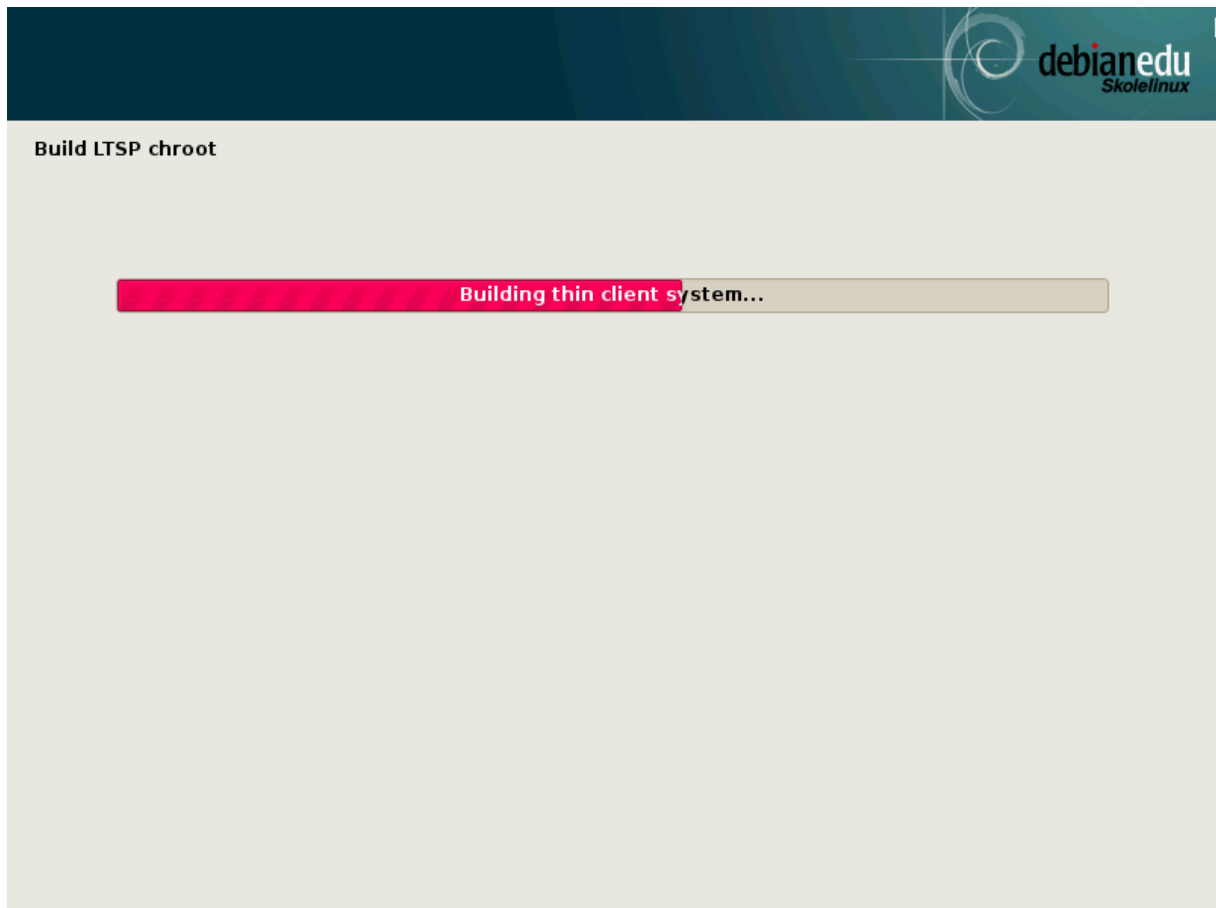 debianedu
Skolelinux
Build LTSP chroot
Building thin client system...